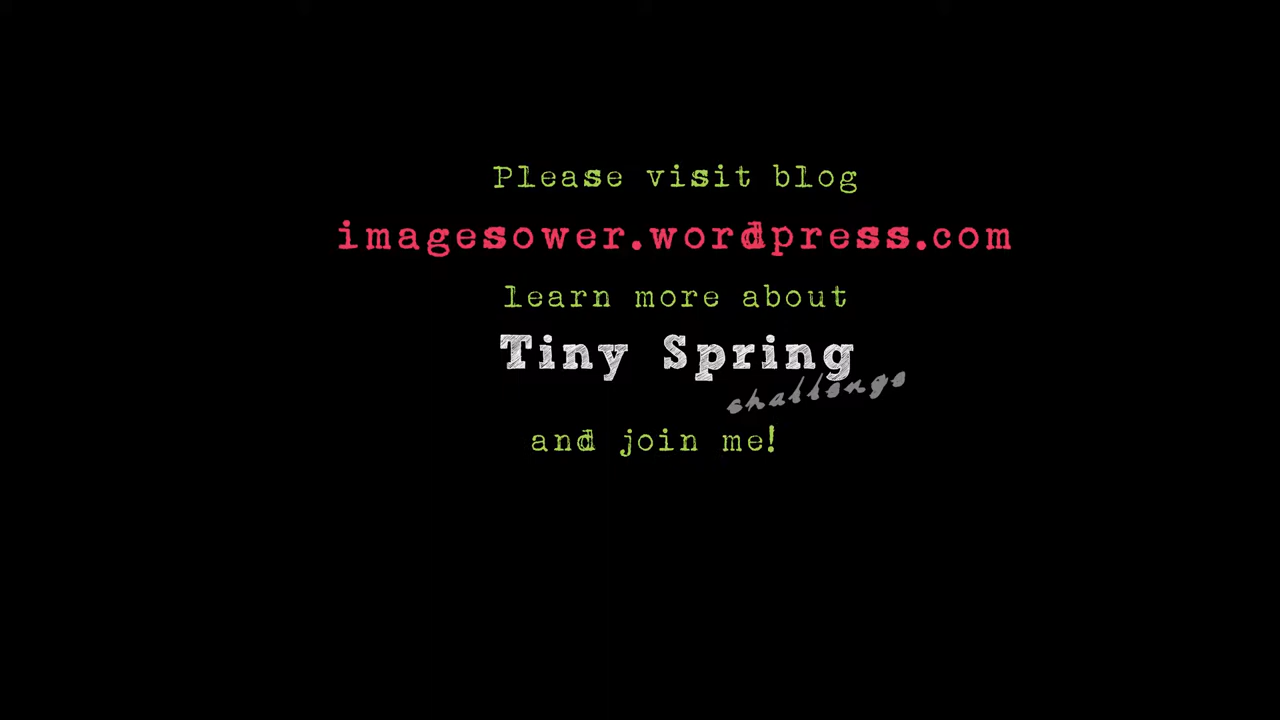 Please visit blog
imagesower.wordpress.com
learn more about
Tiny Spring
challenge
and join me!